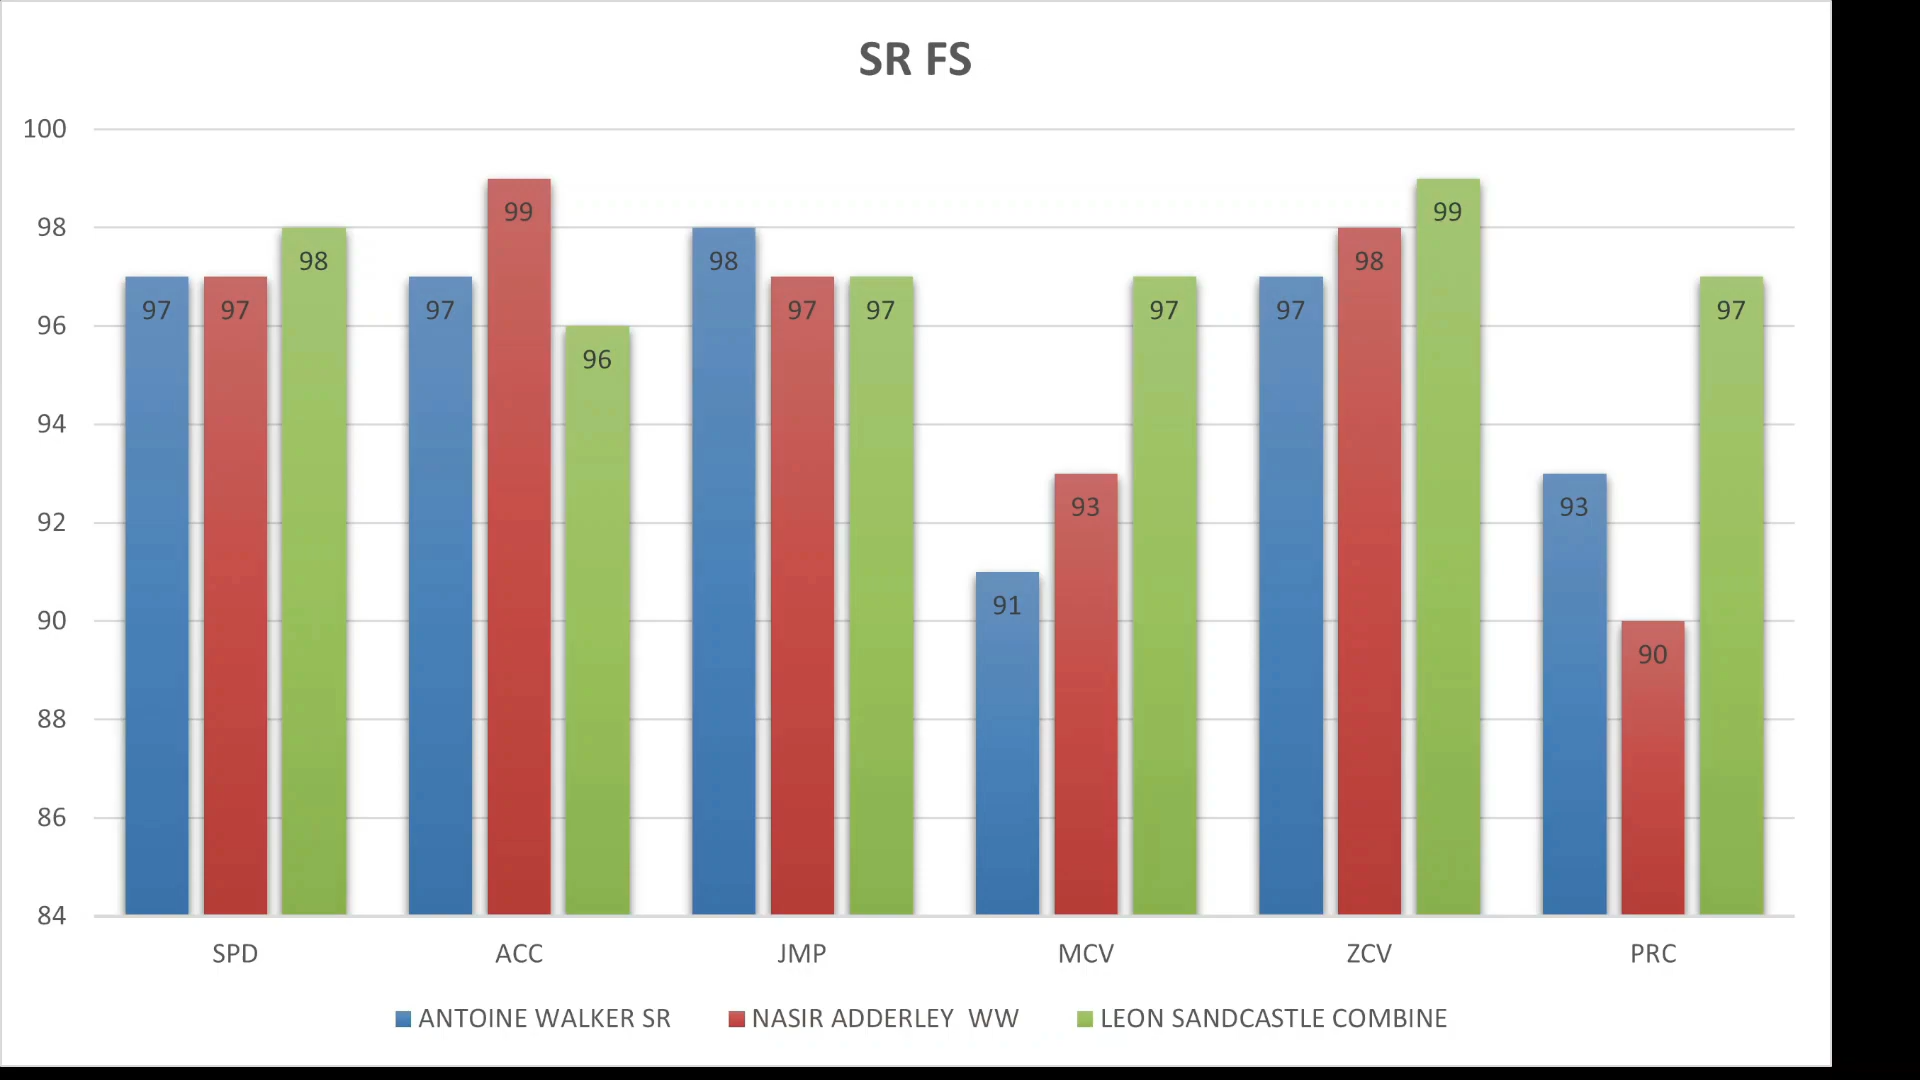 SR FS
100
98
96
94
92
90
88
86
84
97 97 98
97 99 96
98 97 97
91 93 97
97 98 99
93 90 97
SPD ACC JMP MCV ZCV PRC
ANTOINE WALKER SR NASIR ADDERLEY  WW LEON SANDCASTLE COMBINE